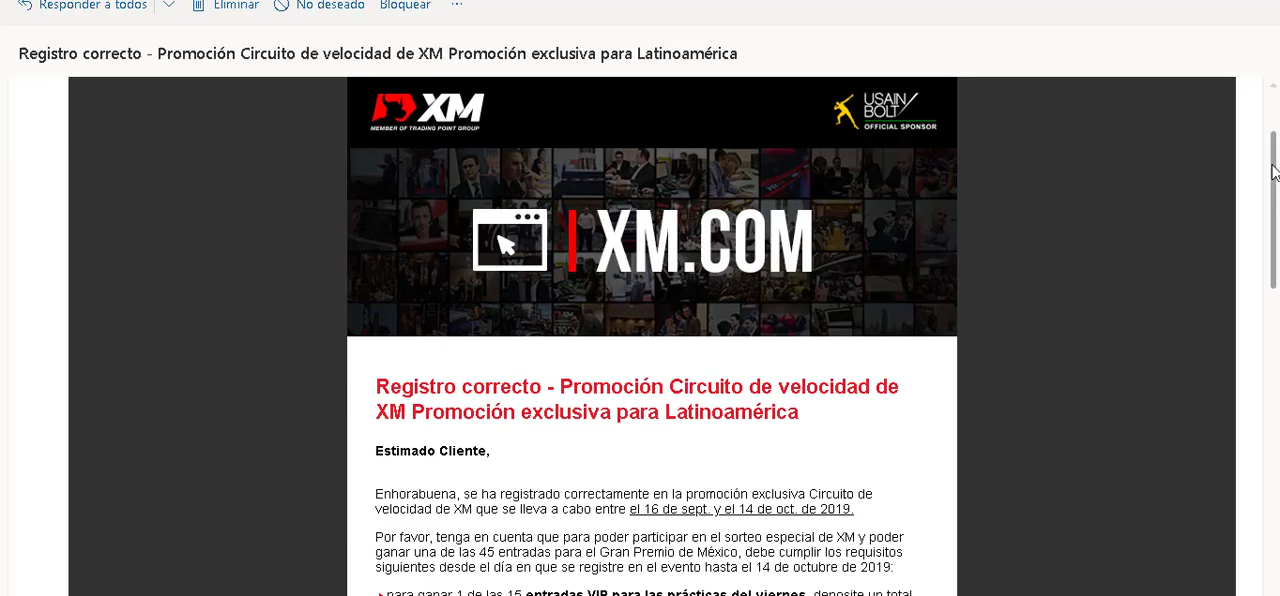 Responder a todos Eliminar No deseado Bloquear ...
Registro correcto - Promoción Circuito de velocidad de XM Promoción exclusiva para Latinoamérica
XM
MEMBER OF TRADING POINT GROUP
USAIN
BOLT
OFFICIAL SPONSOR
XM.COM
Registro correcto - Promoción Circuito de velocidad de
XM Promoción exclusiva para Latinoamérica
Estimado Cliente,
Enhorabuena, se ha registrado correctamente en la promoción exclusiva Circuito de
velocidad de XM que se lleva a cabo entre el 16 de sept. y el 14 de oct. de 2019.
Por favor, tenga en cuenta que para poder participar en el sorteo especial de XM y poder
ganar una de las 45 entradas para el Gran Premio de México, debe cumplir los requisitos
siguientes desde el día en que se registre en el evento hasta el 14 de octubre de 2019:
para ganar 1 de las 15 entradas VIP para las prácticas del viernes, deposite un total